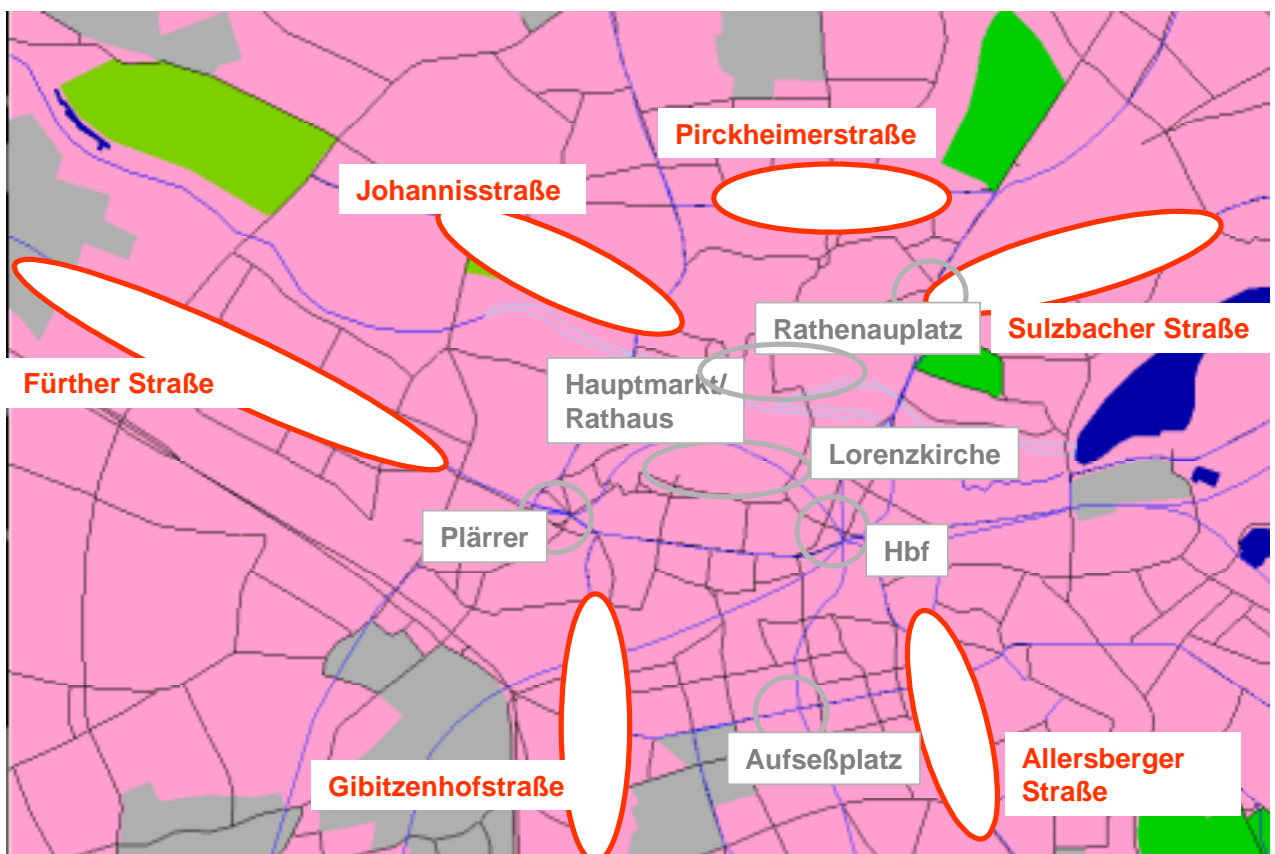 Pirckheimerstraße
Johannisstraße
Rathenauplatz
Sulzbacher Straße
Fürther Straße
Hauptmarkt/
Rathaus
Lorenzkirche
Plärrer
Hbf
Aufseßplatz
Gibitzenhofstraße
Allersberger
Straße